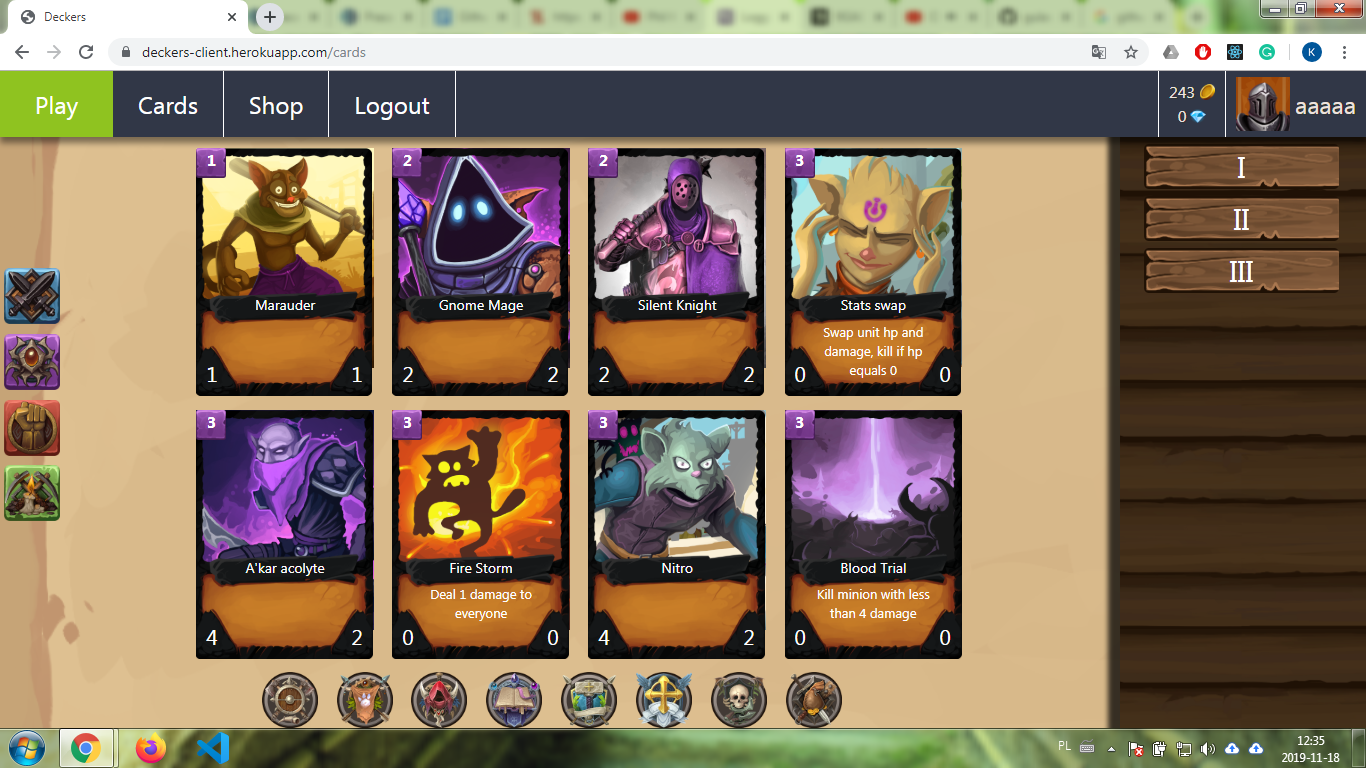 Deckers
deckers-client.herokuapp.com/cards
K
Play
Cards
Shop
Logout
243
0
aaaaa
1
Marauder
1
1
2
Gnome Mage
2
2
2
Silent Knight
2
2
3
Stats swap
Swap unit hp and
damage, kill if hp
equals 0
0
0
I
II
III
3
A'kar acolyte
4
2
3
Fire Storm
Deal 1 damage to
everyone
0
0
3
Nitro
4
2
3
Blood Trial
Kill minion with less
than 4 damage
0
0
PL
12:35
2019-11-18